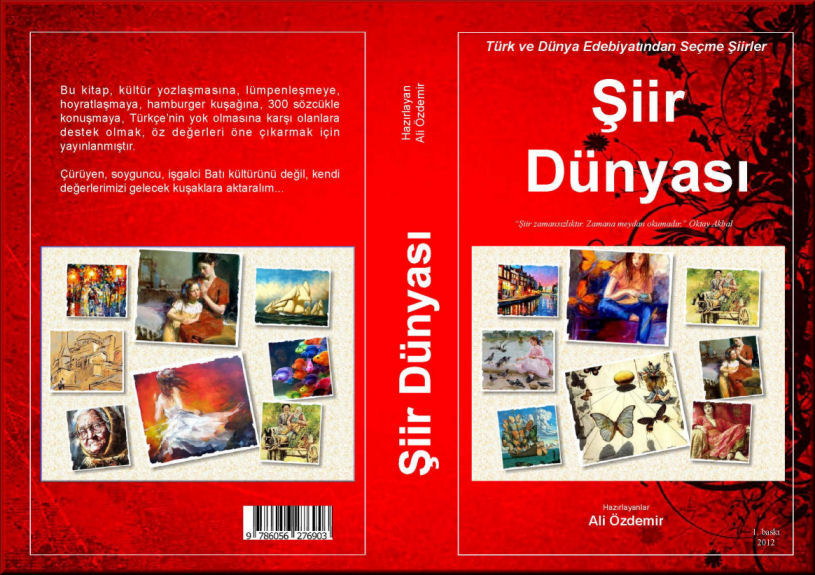 Bu kitap, kültür yozlaşmasına, lümpenleşmeye,
hoyratlaşmaya, hamburger kuşağına, 300 sözcükle
konuşmaya, Türkçe'nin yok olmasına karşı olanlara
destek olmak, öz değerleri öne çıkarmak için
yayınlanmıştır.
Çürüyen, soyguncu, işgalci Batı kültürünü değil, kendi
değerlerimizi gelecek kuşaklara aktaralım...
9 786056 276903
Hazırlayan
Ali Özdemir
Şiir Dünyası
Türk ve Dünya Edebiyatından Seçme Şiirler
Şiir
Dünyası
"Şiir zamansızlıktır. Zamana meydan okumadır." Oktay Akbal
Hazırlayanlar
Ali Özdemir
1. baskı
2012